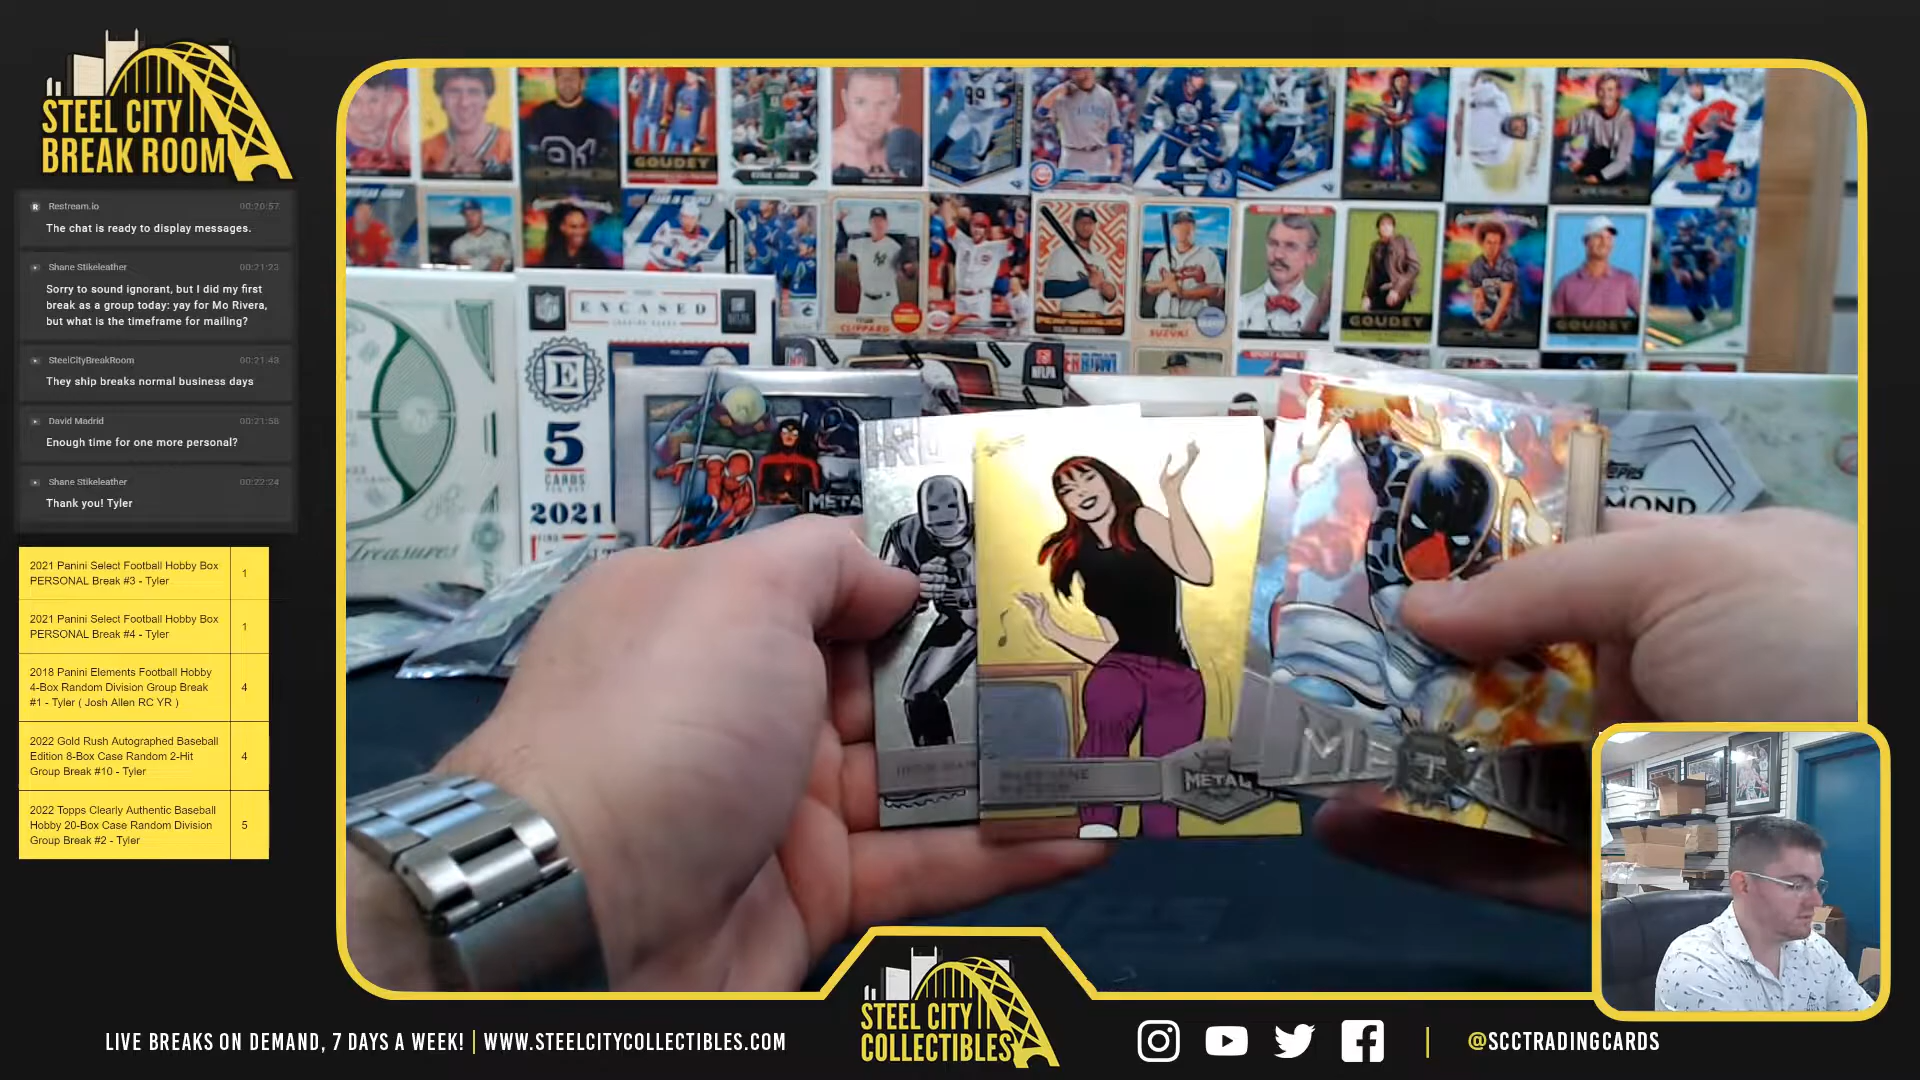 STEEL CITY
BREAK ROOM
Restream.io 00:20:57
The chat is ready to display messages.
Shane Stikeleather 00:21:23
Sorry to sound ignorant, but I did my first
break as a group today: yay for Mo Rivera,
but what is the timeframe for mailing?
SteelCityBreakRoom 00:21:43
They ship breaks normal business days
David Madrid 00:21:58
Enough time for one more personal?
Shane Stikeleather 00:22:24
Thank you! Tyler
2021 Panini Select Football Hobby Box
PERSONAL Break #3 - Tyler 1
2021 Panini Select Football Hobby Box
PERSONAL Break #4 - Tyler 1
2018 Panini Elements Football Hobby
4-Box Random Division Group Break
#1 - Tyler ( Josh Allen RC YR ) 4
2022 Gold Rush Autographed Baseball
Edition 8-Box Case Random 2-Hit
Group Break #10 - Tyler 4
2022 Topps Clearly Authentic Baseball
Hobby 20-Box Case Random Division
Group Break #2 - Tyler 5
GOUDEY
CLIPPARD
SUZUKI
GOUDEY
GOUDEY
NFL
ENCASED
E
5
CARDS
2021
Treasures
META
NFLPA
TOPPS
MOND
METAL
METAL
STEEL CITY
COLLECTIBLES
LIVE BREAKS ON DEMAND, 7 DAYS A WEEK! | WWW.STEELCITYCOLLECTIBLES.COM
@SCCTRADINGCARDS